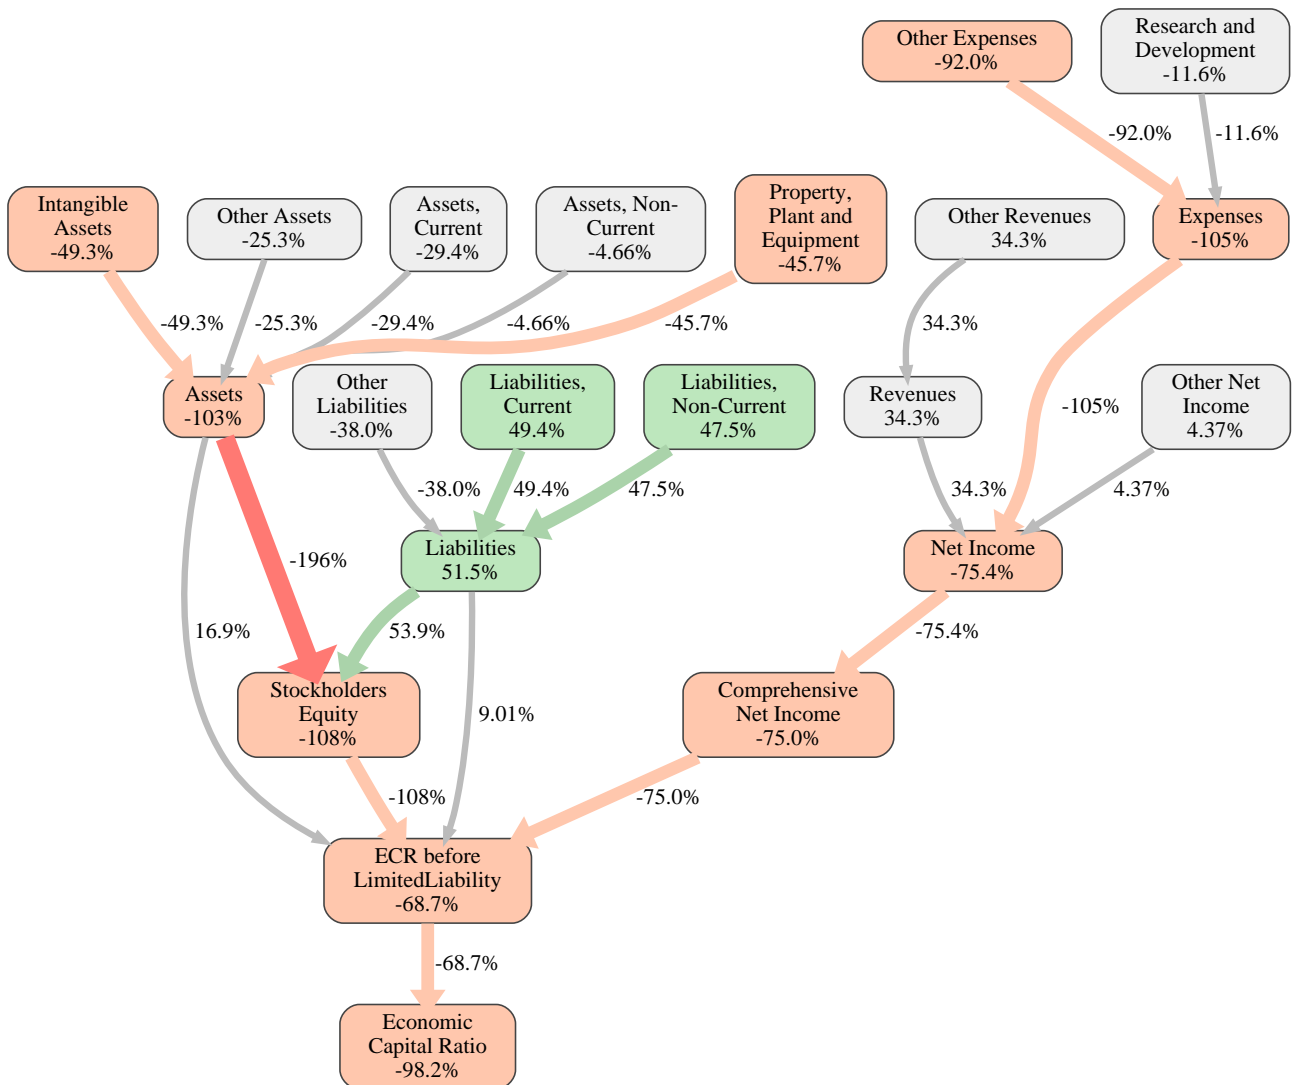 Other Expenses
-92.0%
Research and
Development
-11.6%
-92.0%
-11.6%
Intangible
Assets
-49.3%
Other Assets
-25.3%
Assets,
Current
-29.4%
Assets, Non-
Current
-4.66%
Property,
Plant and
Equipment
-45.7%
Other Revenues
34.3%
Expenses
-105%
-49.3%
-25.3%
-29.4%
-4.66%
-45.7%
34.3%
Assets
-103%
Other
Liabilities
-38.0%
Liabilities,
Current
49.4%
Liabilities,
Non-Current
47.5%
Revenues
34.3%
-105%
Other Net
Income
4.37%
-38.0%
49.4%
47.5%
34.3%
4.37%
-196%
Liabilities
51.5%
Net Income
-75.4%
16.9%
53.9%
-75.4%
Stockholders
Equity
-108%
9.01%
Comprehensive
Net Income
-75.0%
-108%
-75.0%
ECR before
LimitedLiability
-68.7%
-68.7%
Economic
Capital Ratio
-98.2%